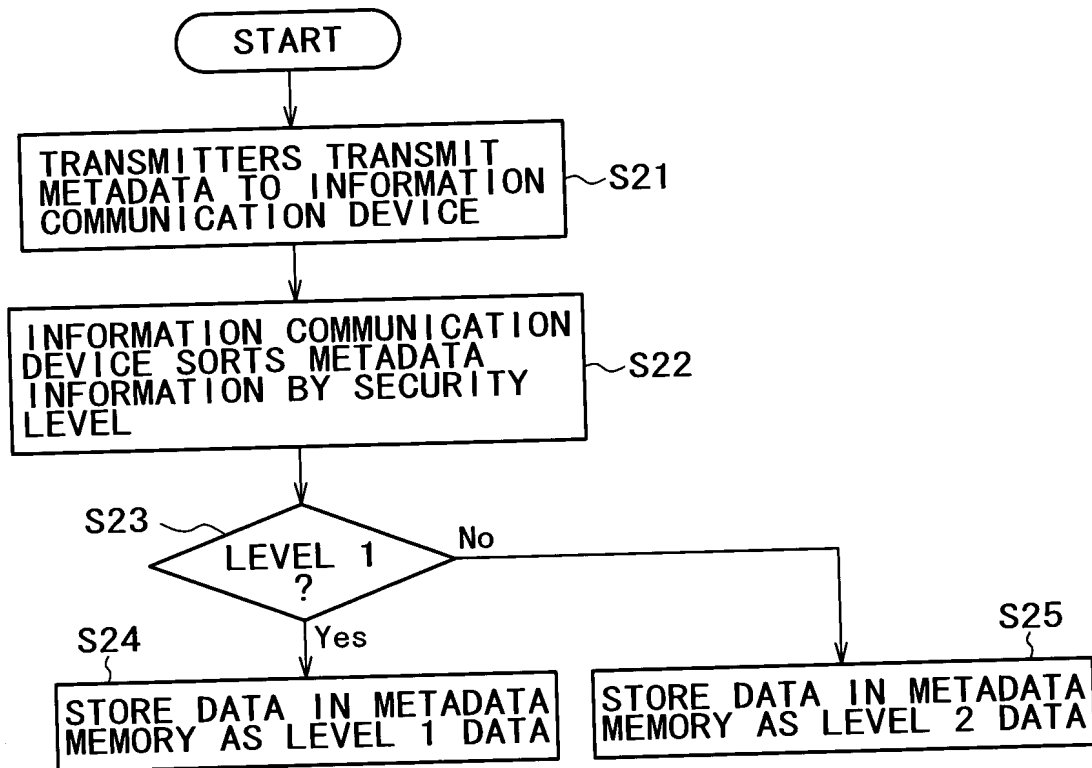 START
TRANSMITTERS TRANSMIT
METADATA TO INFORMATION
COMMUNICATION DEVICE
S21
INFORMATION COMMUNICATION
DEVICE SORTS METADATA
INFORMATION BY SECURITY
LEVEL
S22
S23
LEVEL 1
?
No
Yes
S24
STORE DATA IN METADATA
MEMORY AS LEVEL 1 DATA
S25
STORE DATA IN METADATA
MEMORY AS LEVEL 2 DATA